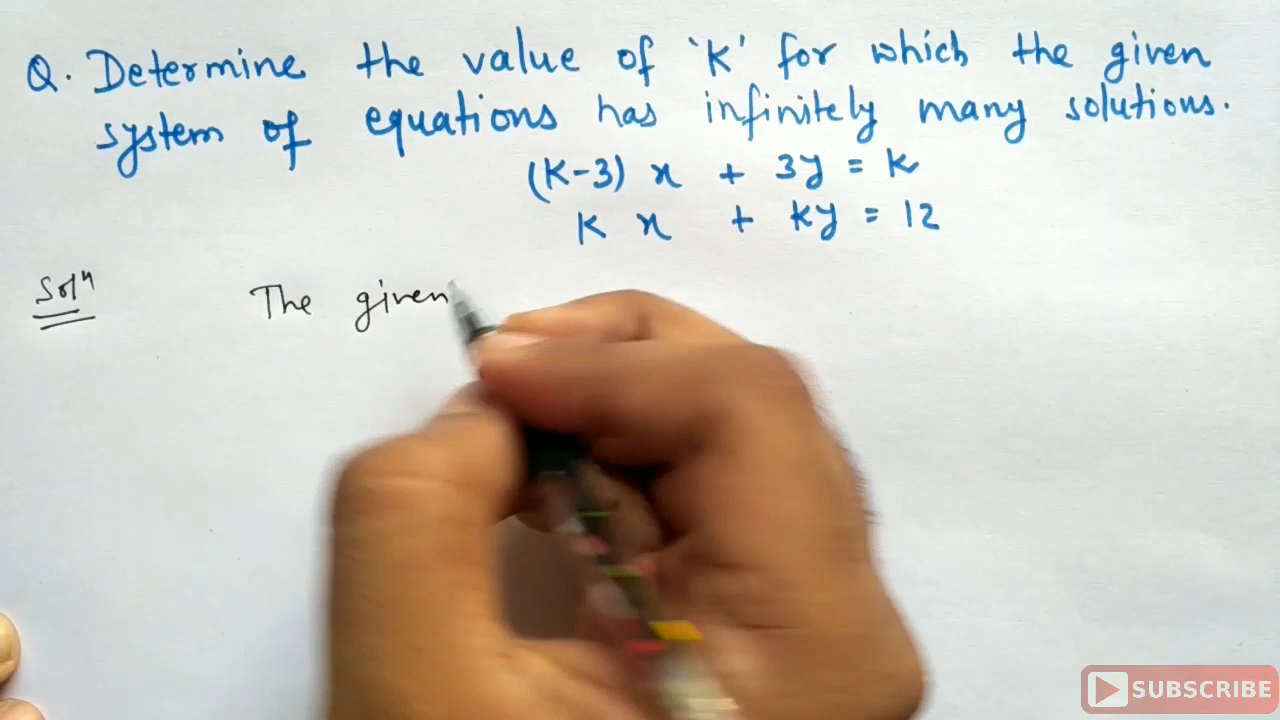 Q. Determine the value of 'K' for which the given
system of equations has infinitely many solutions.
(K-3) x + 3y = K
K x + Ky = 12
Solⁿ The given
SUBSCRIBE